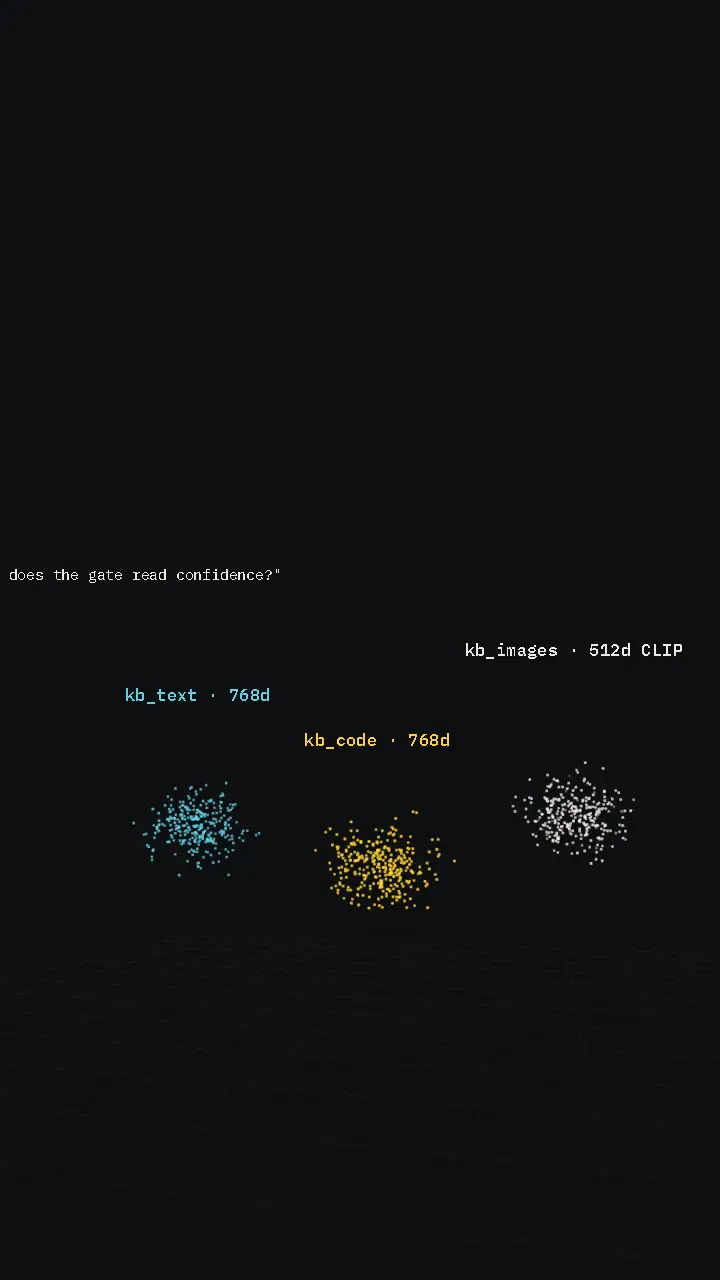 does the gate read confidence?"
kb_images · 512d CLIP
kb_text · 768d
kb_code · 768d